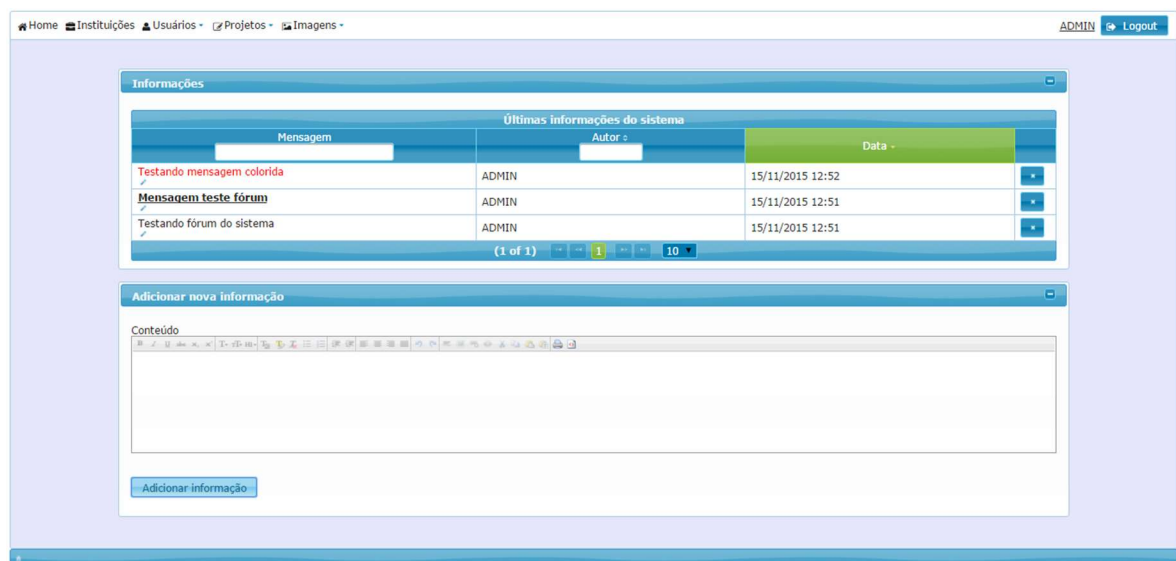 Home Instituições Usuários Projetos Imagens ADMIN Logout
Informações
Últimas informações do sistema
Mensagem Autor Data
Testando mensagem colorida ADMIN 15/11/2015 12:52
Mensagem teste fórum ADMIN 15/11/2015 12:51
Testando fórum do sistema ADMIN 15/11/2015 12:51
(1 of 1) 1 10
Adicionar nova informação
Conteúdo
Adicionar informação